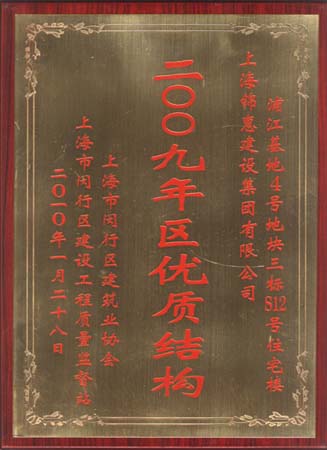 浦江基地4号地块三标S12号住宅楼
上海韩惠建设集团有限公司
二〇〇九年区优质结构
上海市闵行区建筑业协会
上海市闵行区建设工程质量监督站
二〇一〇年一月二十八日